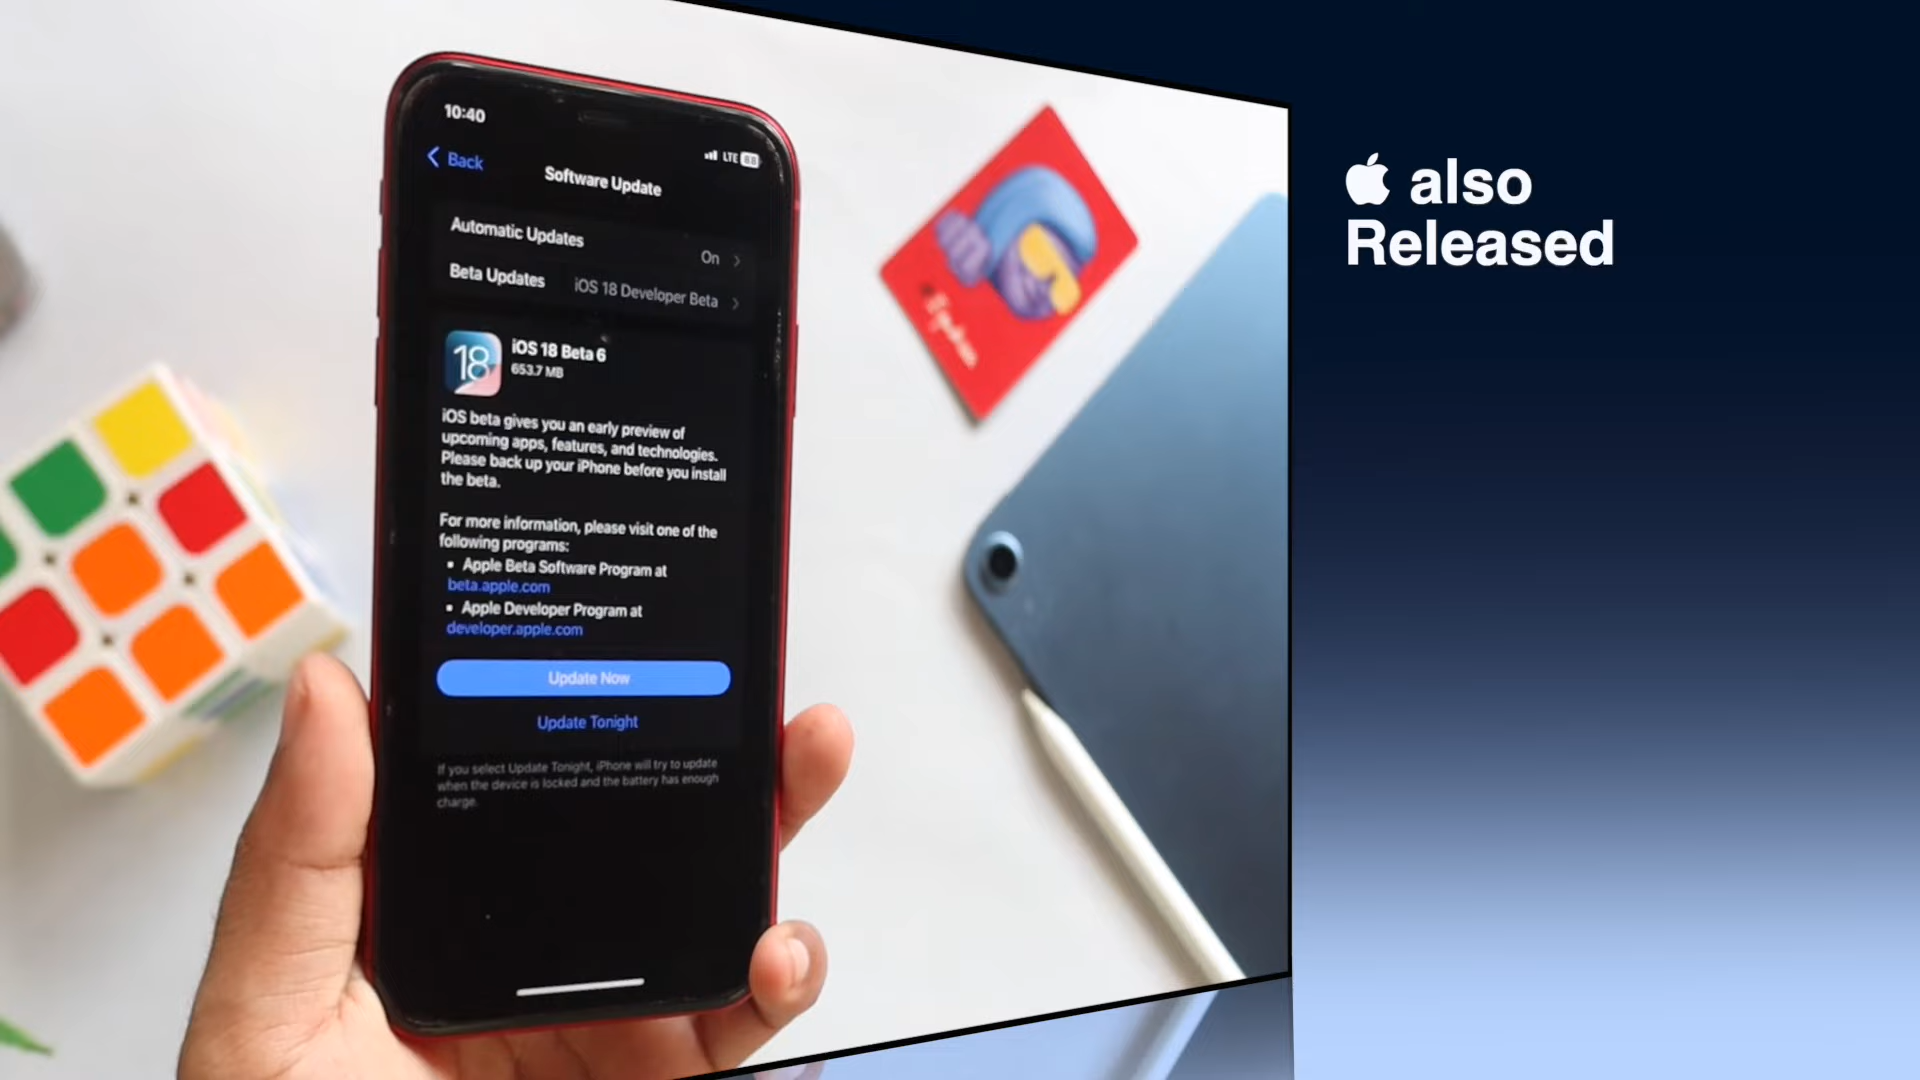 10:40
LTE 88
Back
Software Update
Automatic Updates
On
Beta Updates
iOS 18 Developer Beta
18
iOS 18 Beta 6
653.7 MB
iOS beta gives you an early preview of
upcoming apps, features, and technologies.
Please back up your iPhone before you install
the beta.
For more information, please visit one of the
following programs:
• Apple Beta Software Program at
beta.apple.com
• Apple Developer Program at
developer.apple.com
Update Now
Update Tonight
If you select Update Tonight, iPhone will try to update
when the device is locked and the battery has enough
charge.
also
Released